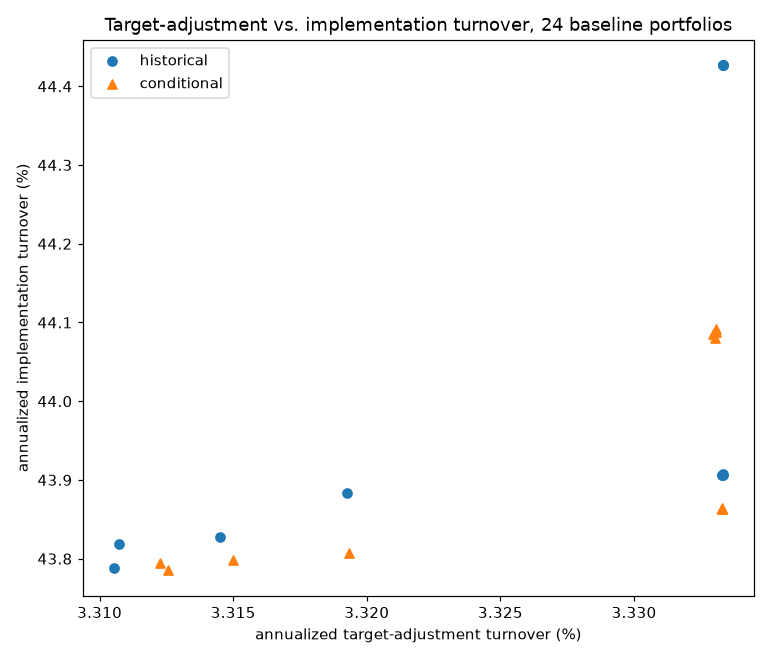 Target-adjustment vs. implementation turnover, 24 baseline portfolios
historical
conditional
annualized implementation turnover (%)
44.4
44.3
44.2
44.1
44.0
43.9
43.8
3.310 3.315 3.320 3.325 3.330
annualized target-adjustment turnover (%)